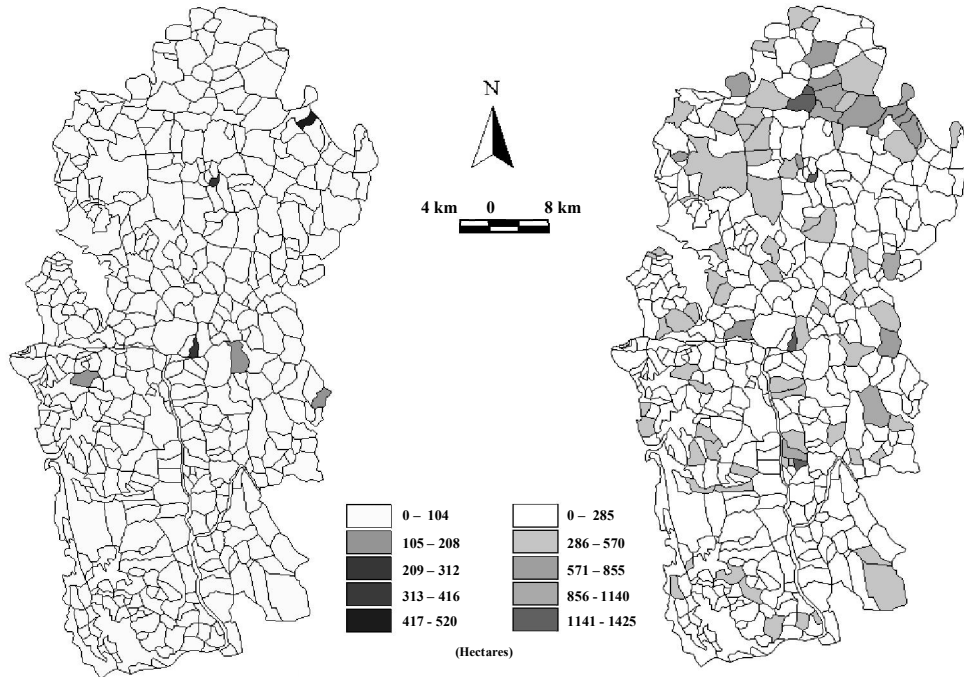 N
4 km 0 8 km
0 – 104
105 – 208
209 – 312
313 – 416
417 - 520
0 – 285
286 – 570
571 – 855
856 - 1140
1141 - 1425
(Hectares)